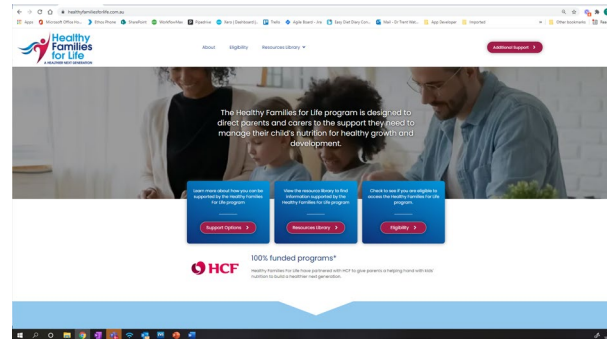 healthyfamiliesforlife.com.au
Apps
Microsoft Office Ho...
Ethos Phone
SharePoint
WorkflowMax
Pipedrive
Xero | Dashboard |...
Trello
Agile Board - Jira
Easy Diet Diary Con...
App Developer
Imported
Other bookmarks
Healthy
Families
for Life
A HEALTHIER NEXT GENERATION
About
Eligibility
Resources Library
Additional Support >
The Healthy Families for Life program is designed to
direct parents and carers to the support they need to
manage their child's nutrition for healthy growth and
development.
Learn more about how you can be
supported by the Healthy Families
For Life program
Support Options >
View the resource library to find
information supported by the
Healthy Families For Life program
Resources Library >
Check to see if you are eligible to
access the Healthy Families For Life
program
Eligibility >
HCF
100% funded programs*
Healthy Families For Life have partnered with HCF to give parents a helping hand with kids'
nutrition to build a healthier next generation.